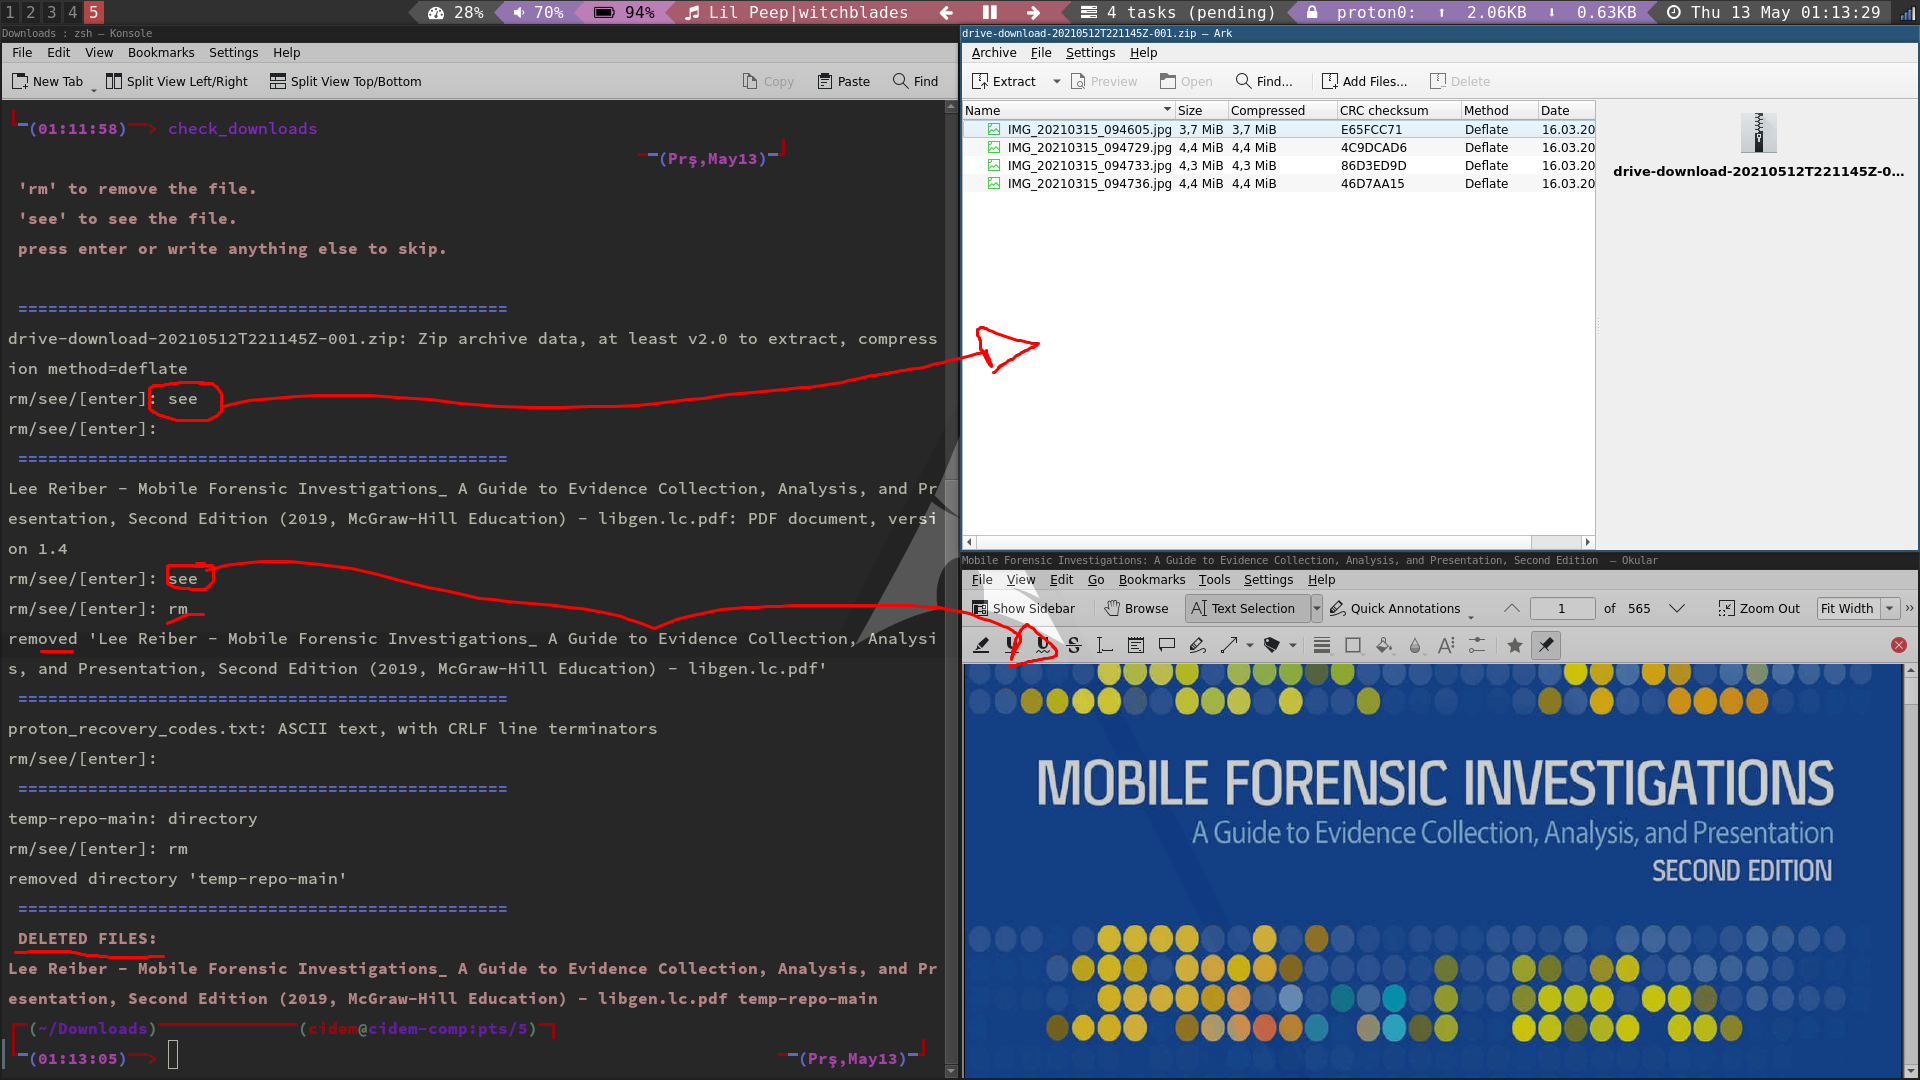 1 2 3 4 5
28% 70% 94% Lil Peep|witchblades 4 tasks (pending) proton0: ↑ 2.06KB ↓ 0.63KB Thu 13 May 01:13:29
Downloads : zsh — Konsole
File Edit View Bookmarks Settings Help
New Tab Split View Left/Right Split View Top/Bottom Copy Paste Find
(01:11:58) check_downloads
(Prş,May13)
'rm' to remove the file.
'see' to see the file.
press enter or write anything else to skip.
=================================================
drive-download-20210512T221145Z-001.zip: Zip archive data, at least v2.0 to extract, compress
ion method=deflate
rm/see/[enter]: see
rm/see/[enter]:
=================================================
Lee Reiber - Mobile Forensic Investigations_ A Guide to Evidence Collection, Analysis, and Pr
esentation, Second Edition (2019, McGraw-Hill Education) - libgen.lc.pdf: PDF document, versi
on 1.4
rm/see/[enter]: see
rm/see/[enter]: rm
removed 'Lee Reiber - Mobile Forensic Investigations_ A Guide to Evidence Collection, Analysi
s, and Presentation, Second Edition (2019, McGraw-Hill Education) - libgen.lc.pdf'
=================================================
proton_recovery_codes.txt: ASCII text, with CRLF line terminators
rm/see/[enter]:
=================================================
temp-repo-main: directory
rm/see/[enter]: rm
removed directory 'temp-repo-main'
=================================================
DELETED FILES:
Lee Reiber - Mobile Forensic Investigations_ A Guide to Evidence Collection, Analysis, and Pr
esentation, Second Edition (2019, McGraw-Hill Education) - libgen.lc.pdf temp-repo-main
(~/Downloads) (cidem@cidem-comp:pts/5)
(01:13:05)
(Prş,May13)
drive-download-20210512T221145Z-001.zip — Ark
Archive File Settings Help
Extract Preview Open Find... Add Files... Delete
Name Size Compressed CRC checksum Method Date
IMG_20210315_094605.jpg 3,7 MiB 3,7 MiB E65FCC71 Deflate 16.03.20
IMG_20210315_094729.jpg 4,4 MiB 4,4 MiB 4C9DCAD6 Deflate 16.03.20
IMG_20210315_094733.jpg 4,3 MiB 4,3 MiB 86D3ED9D Deflate 16.03.20
IMG_20210315_094736.jpg 4,4 MiB 4,4 MiB 46D7AA15 Deflate 16.03.20
drive-download-20210512T221145Z-0...
Mobile Forensic Investigations: A Guide to Evidence Collection, Analysis, and Presentation, Second Edition — Okular
File View Edit Go Bookmarks Tools Settings Help
Show Sidebar Browse Text Selection Quick Annotations 1 of 565 Zoom Out Fit Width
MOBILE FORENSIC INVESTIGATIONS
A Guide to Evidence Collection, Analysis, and Presentation
SECOND EDITION